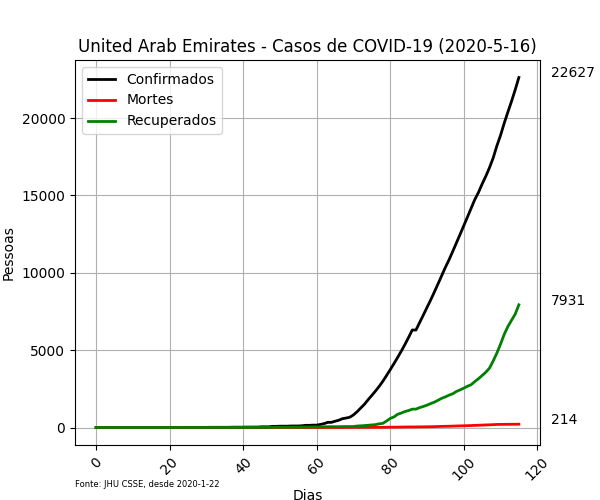 United Arab Emirates - Casos de COVID-19 (2020-5-16)
Confirmados
Mortes
Recuperados
22627
7931
214
Pessoas
20000
15000
10000
5000
0
0 20 40 60 80 100 120
Dias
Fonte: JHU CSSE, desde 2020-1-22